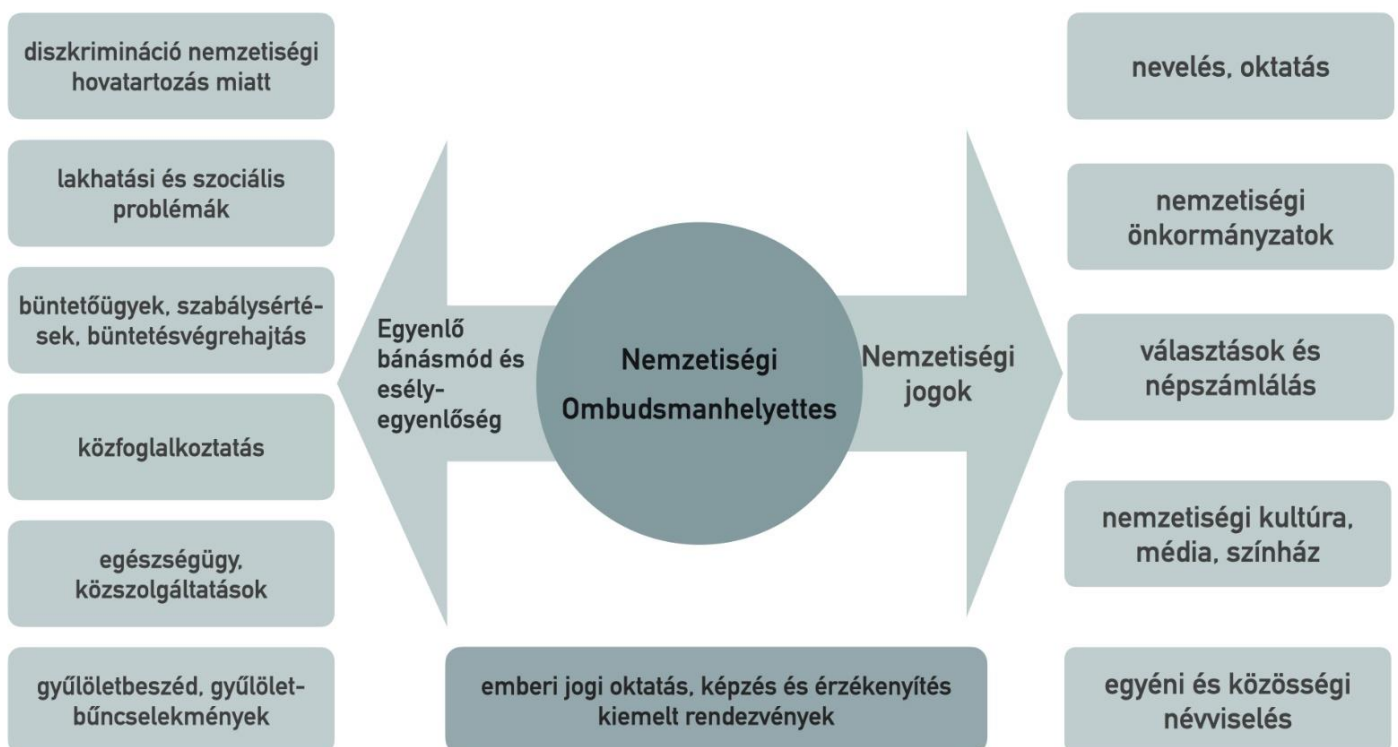 diszkrimináció nemzetiségi
hovatartozás miatt
lakhatási és szociális
problémák
büntetőügyek, szabálysérté-
sek, büntetésvégrehajtás
közfoglalkoztatás
egészségügy,
közszolgáltatások
gyűlöletbeszéd, gyűlölet-
bűncselekmények
Egyenlő
bánásmód és
esély-
egyenlőség
Nemzetiségi
Ombudsmanhelyettes
Nemzetiségi
jogok
emberi jogi oktatás, képzés és érzékenyítés
kiemelt rendezvények
nevelés, oktatás
nemzetiségi
önkormányzatok
választások és
népszámlálás
nemzetiségi kultúra,
média, színház
egyéni és közösségi
névviselés